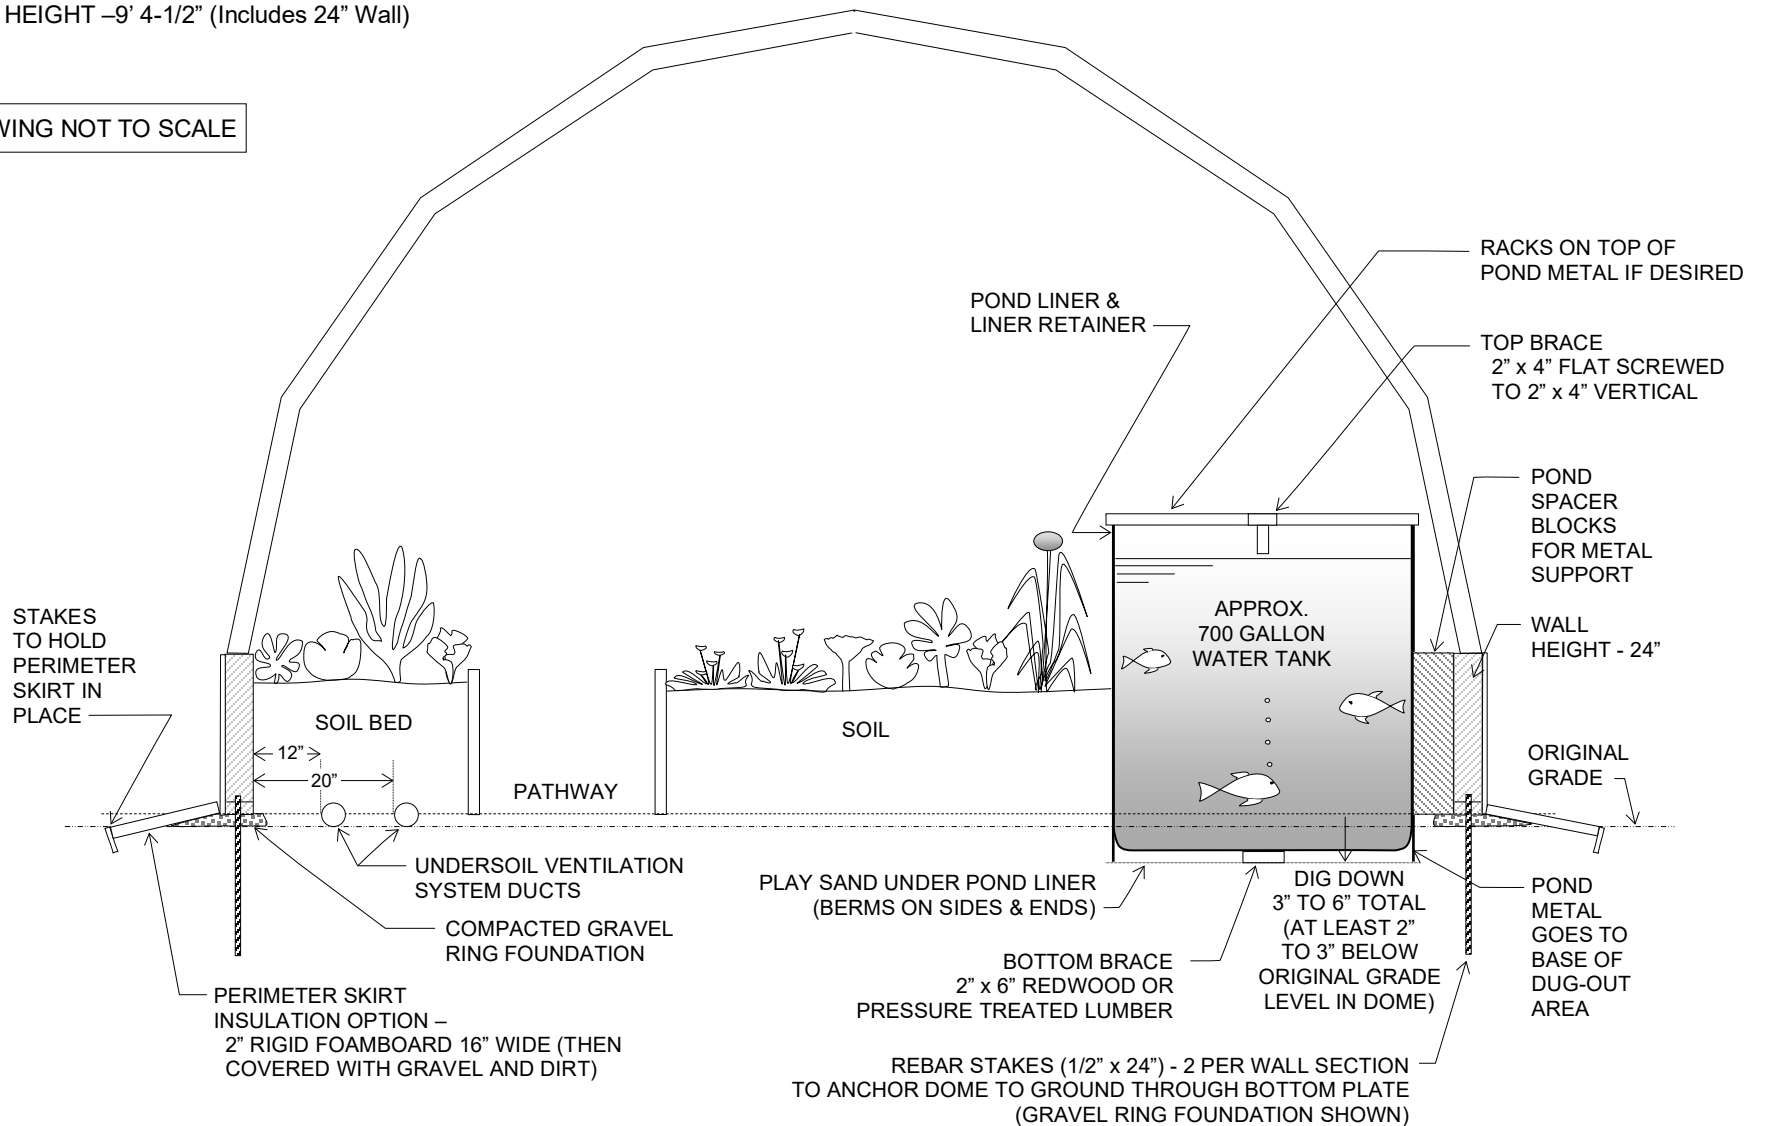 HEIGHT –9’ 4-1/2” (Includes 24” Wall)
WING NOT TO SCALE
RACKS ON TOP OF
POND METAL IF DESIRED
POND LINER &
LINER RETAINER
TOP BRACE
2” x 4” FLAT SCREWED
TO 2” x 4” VERTICAL
POND
SPACER
BLOCKS
FOR METAL
SUPPORT
STAKES
TO HOLD
PERIMETER
SKIRT IN
PLACE
APPROX.
700 GALLON
WATER TANK
WALL
HEIGHT - 24”
SOIL BED
SOIL
12”
20”
PATHWAY
ORIGINAL
GRADE
UNDERSOIL VENTILATION
SYSTEM DUCTS
PLAY SAND UNDER POND LINER
(BERMS ON SIDES & ENDS)
DIG DOWN
3” TO 6” TOTAL
(AT LEAST 2”
TO 3” BELOW
ORIGINAL GRADE
LEVEL IN DOME)
POND
METAL
GOES TO
BASE OF
DUG-OUT
AREA
COMPACTED GRAVEL
RING FOUNDATION
BOTTOM BRACE
2” x 6” REDWOOD OR
PRESSURE TREATED LUMBER
PERIMETER SKIRT
INSULATION OPTION –
2” RIGID FOAMBOARD 16” WIDE (THEN
COVERED WITH GRAVEL AND DIRT)
REBAR STAKES (1/2” x 24”) - 2 PER WALL SECTION
TO ANCHOR DOME TO GROUND THROUGH BOTTOM PLATE
(GRAVEL RING FOUNDATION SHOWN)